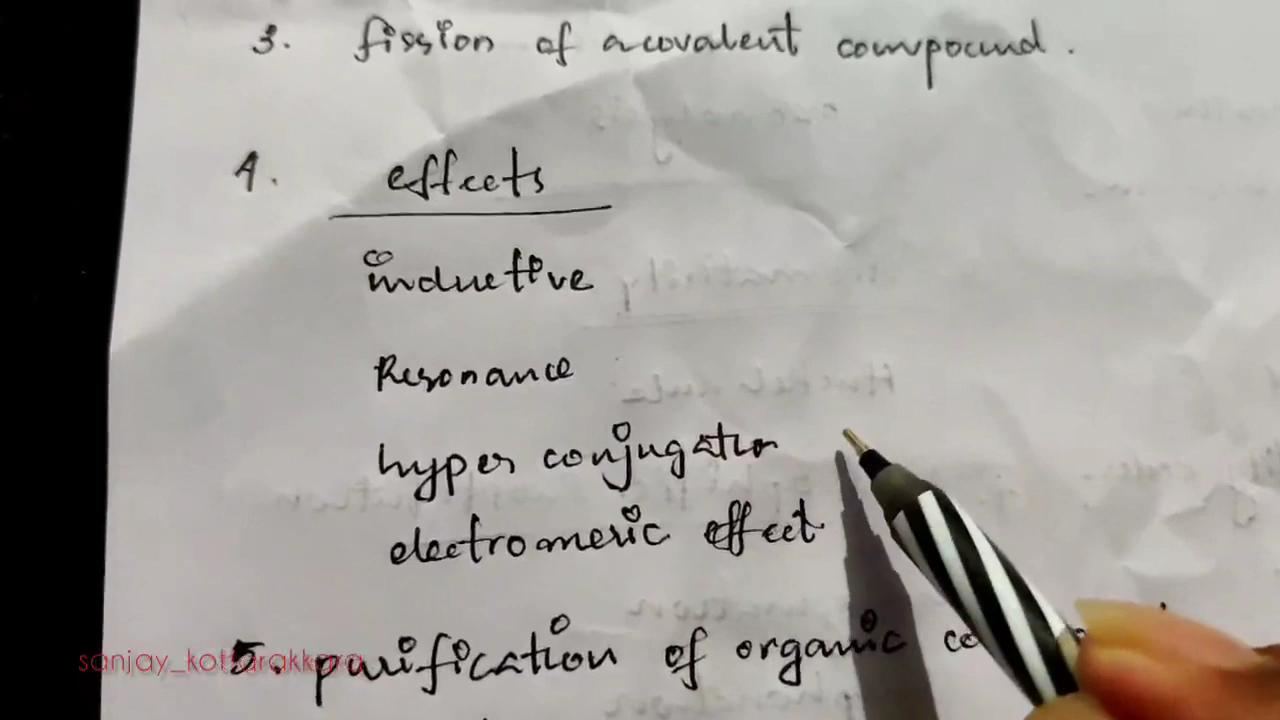 3. fission of a covalent compound.
4. effects
inductive
Resonance
hyper conjugation
electromeric effect
5. purification of organic
sanjay_kottarakkara